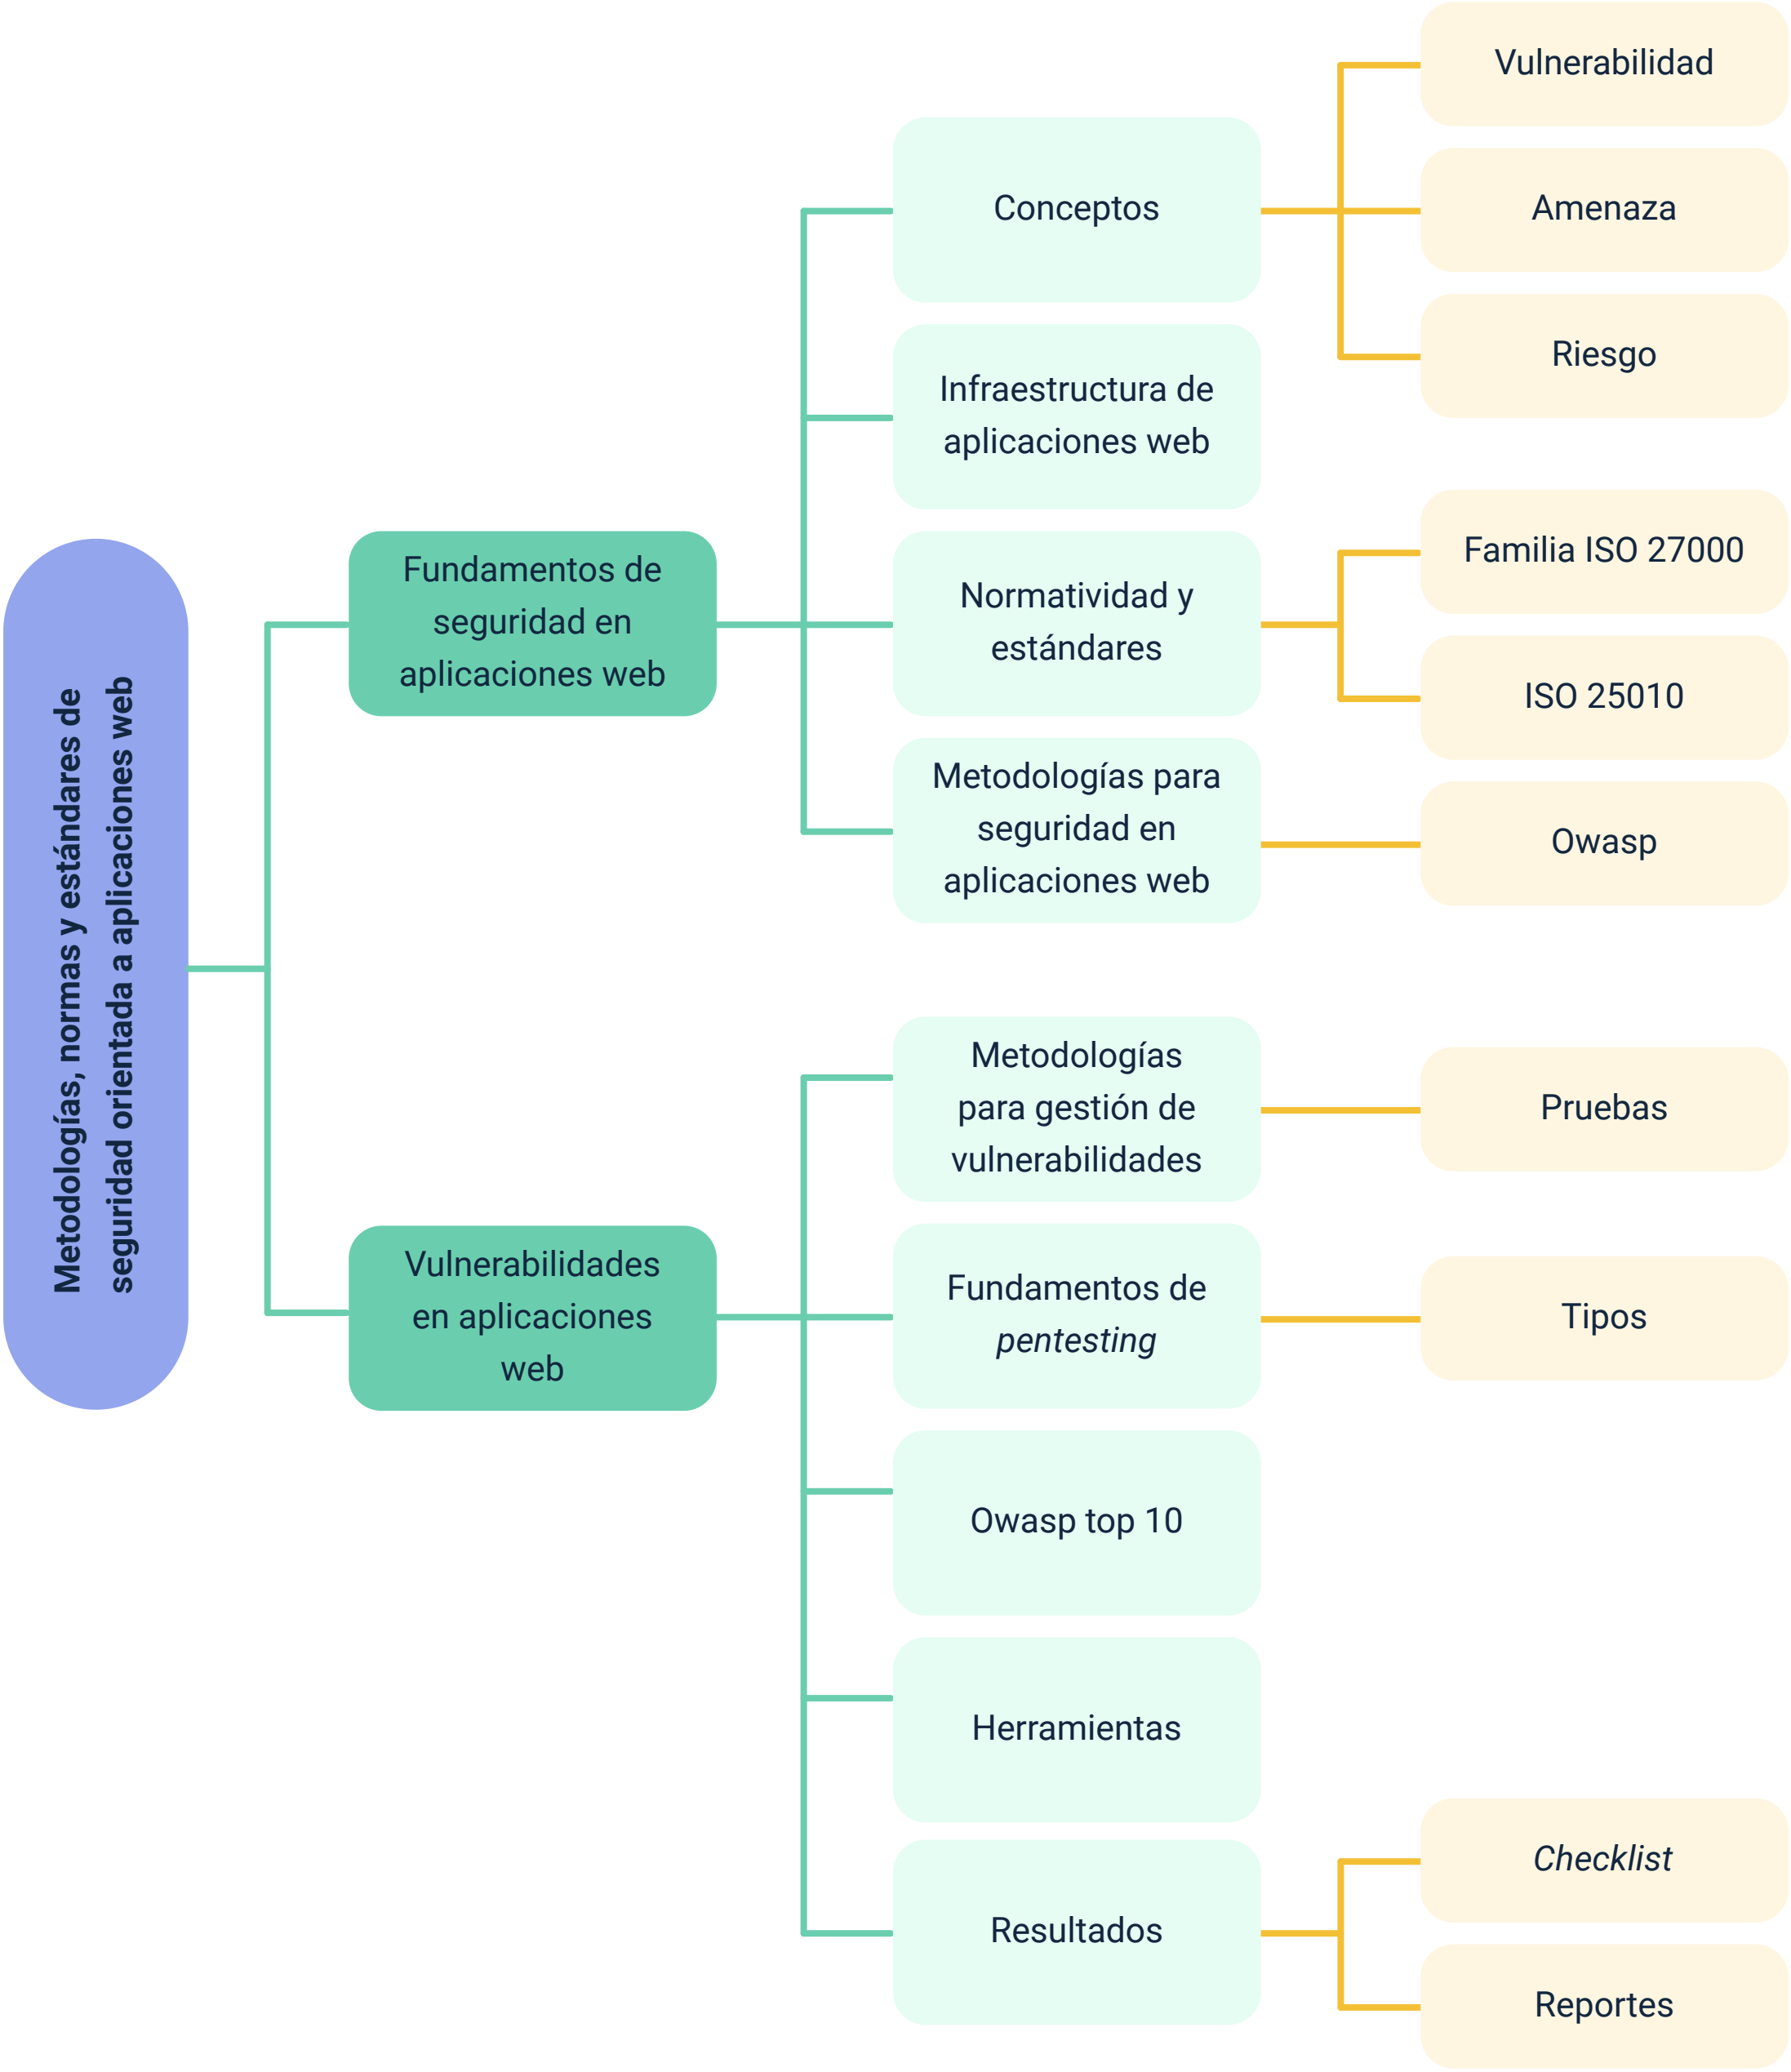 Metodologías, normas y estándares de
seguridad orientada a aplicaciones web
Fundamentos de
seguridad en
aplicaciones web
Conceptos
Vulnerabilidad
Amenaza
Riesgo
Infraestructura de
aplicaciones web
Normatividad y
estándares
Familia ISO 27000
ISO 25010
Metodologías para
seguridad en
aplicaciones web
Owasp
Vulnerabilidades
en aplicaciones
web
Metodologías
para gestión de
vulnerabilidades
Pruebas
Fundamentos de
pentesting
Tipos
Owasp top 10
Herramientas
Resultados
Checklist
Reportes